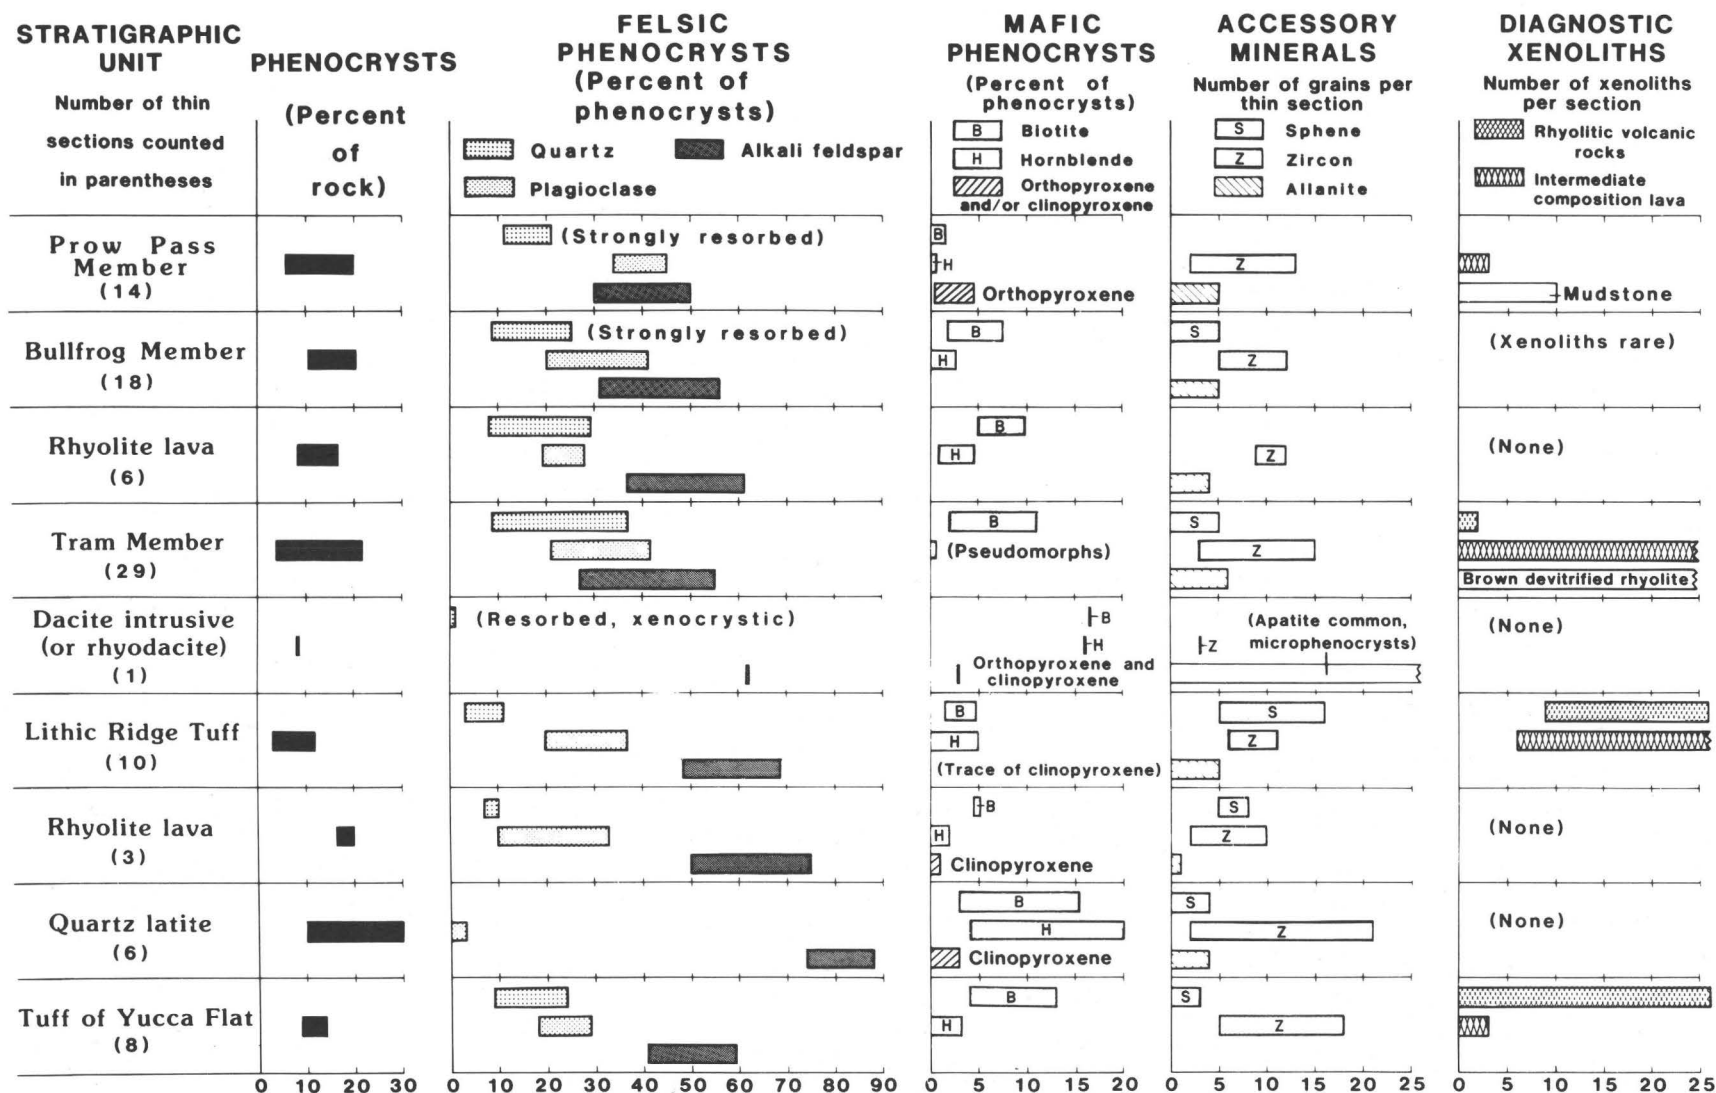 STRATIGRAPHIC
UNIT
Number of thin
sections counted
in parentheses
PHENOCRYSTS
(Percent
of
rock)
FELSIC
PHENOCRYSTS
(Percent of
phenocrysts)
Quartz
Alkali feldspar
Plagioclase
MAFIC
PHENOCRYSTS
(Percent of
phenocrysts)
B Biotite
H Hornblende
Orthopyroxene
and/or clinopyroxene
ACCESSORY
MINERALS
Number of grains per
thin section
S Sphene
Z Zircon
Allanite
DIAGNOSTIC
XENOLITHS
Number of xenoliths
per section
Rhyolitic volcanic
rocks
Intermediate
composition lava
Prow Pass
Member
(14)
(Strongly resorbed)
B
H
Orthopyroxene
Z
Mudstone
Bullfrog Member
(18)
(Strongly resorbed)
B
H
S
Z
(Xenoliths rare)
Rhyolite lava
(6)
B
H
Z
(None)
Tram Member
(29)
B
(Pseudomorphs)
S
Z
Brown devitrified rhyolite
Dacite intrusive
(or rhyodacite)
(1)
(Resorbed, xenocrystic)
B
H
Orthopyroxene and
clinopyroxene
(Apatite common,
microphenocrysts)
Z
(None)
Lithic Ridge Tuff
(10)
B
H
(Trace of clinopyroxene)
S
Z
Rhyolite lava
(3)
B
H
Clinopyroxene
S
Z
(None)
Quartz latite
(6)
B
H
Clinopyroxene
S
Z
(None)
Tuff of Yucca Flat
(8)
B
H
S
Z
0 10 20 30
0 10 20 30 40 50 60 70 80 90
0 5 10 15 20
0 5 10 15 20 25
0 5 10 15 20 25